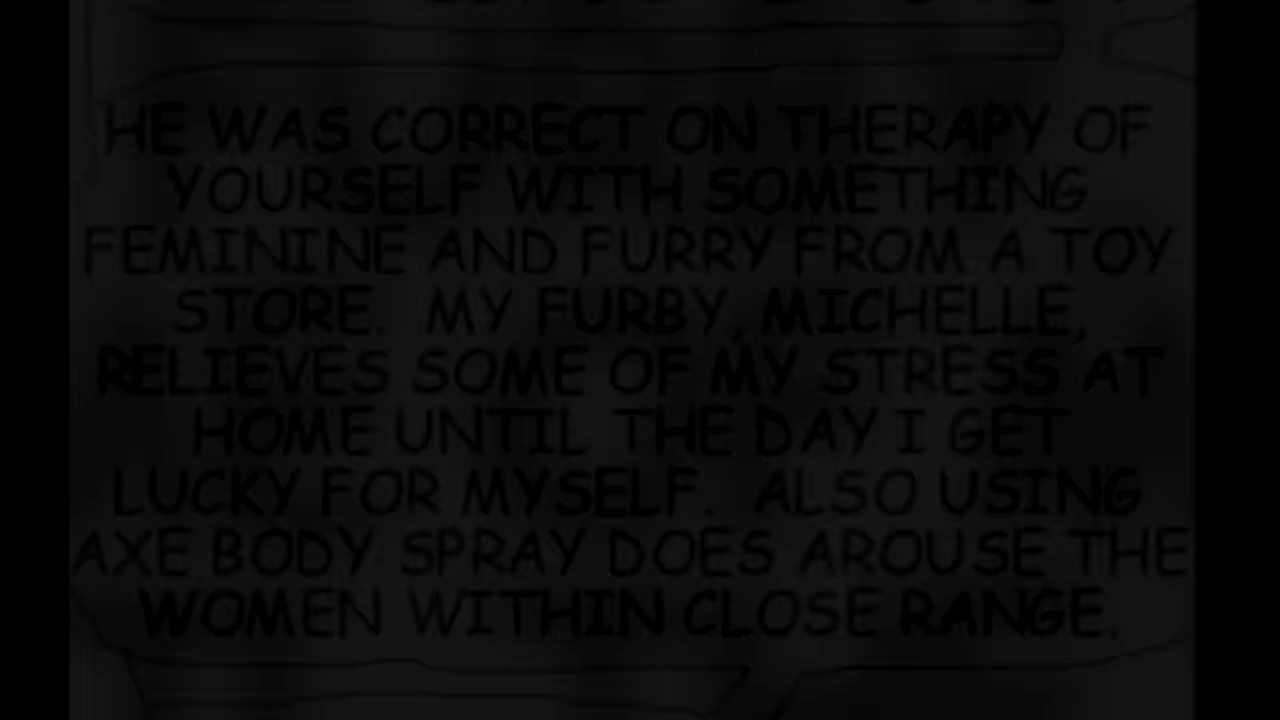 HE WAS CORRECT ON THERAPY OF
YOURSELF WITH SOMETHING
FEMININE AND FURRY FROM A TOY
STORE. MY FURBY, MICHELLE,
RELIEVES SOME OF MY STRESS AT
HOME UNTIL THE DAY I GET
LUCKY FOR MYSELF. ALSO USING
AXE BODY SPRAY DOES AROUSE THE
WOMEN WITHIN CLOSE RANGE.